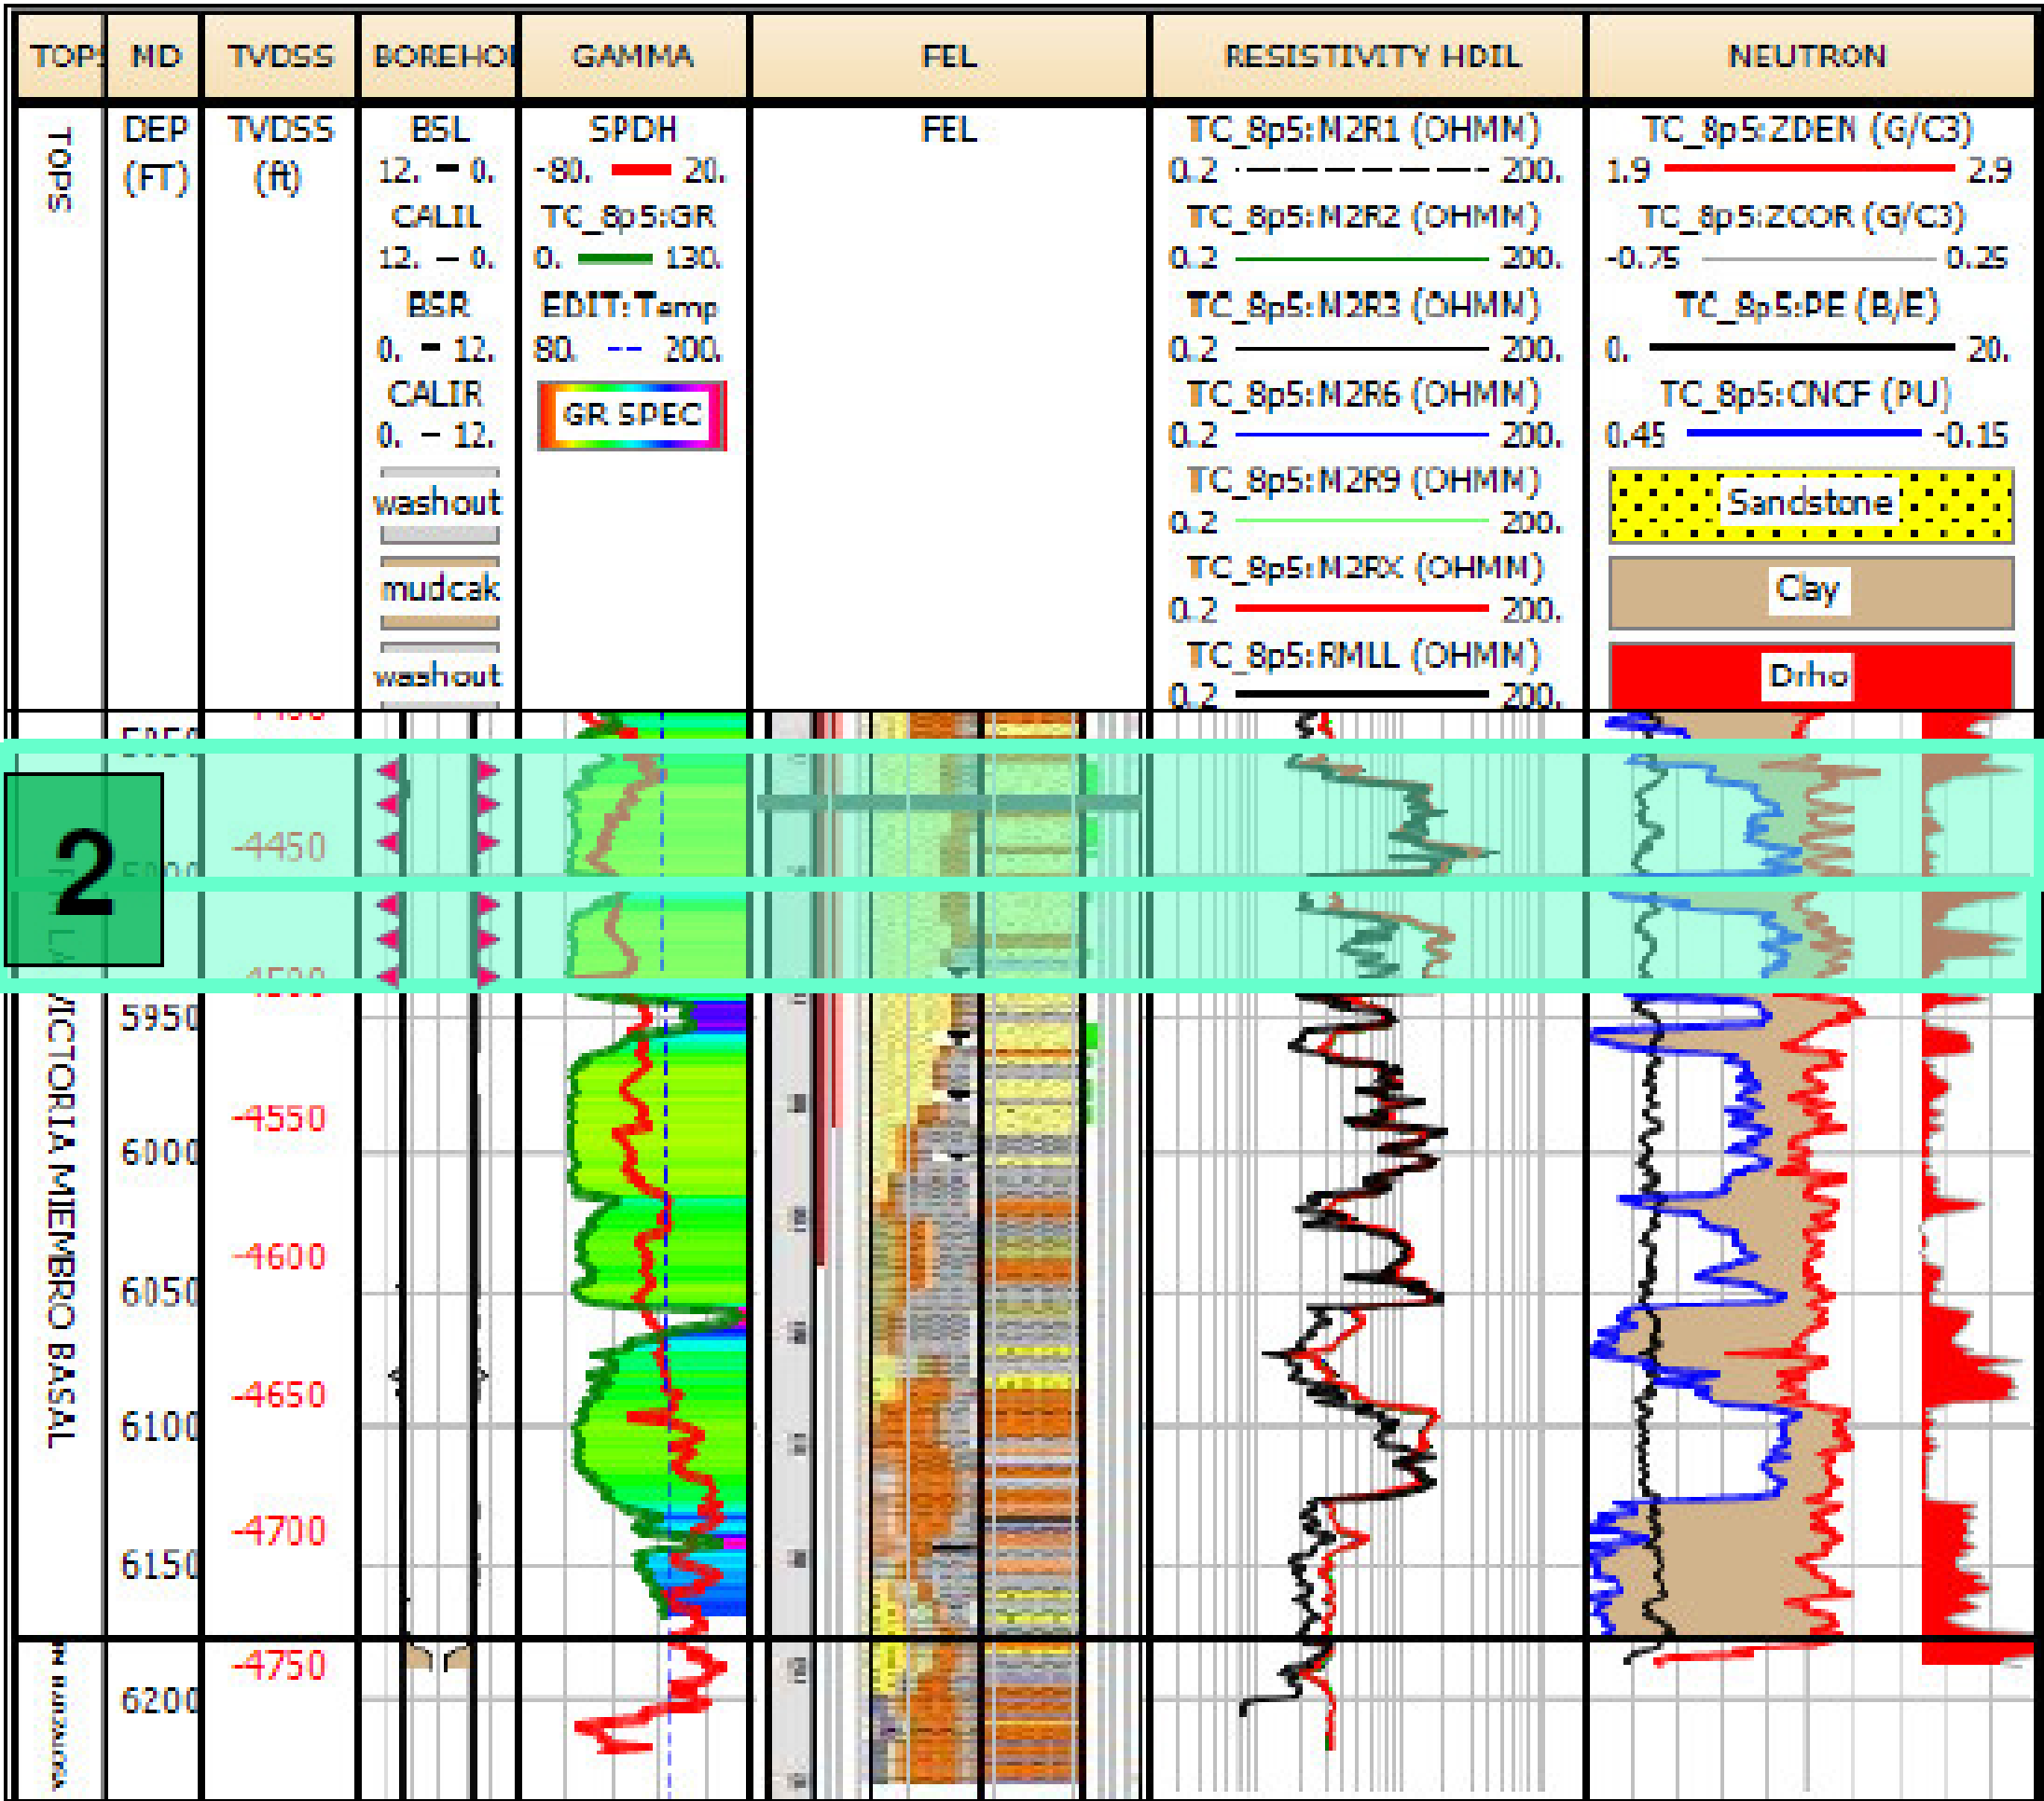 TOPS MD TVDSS BOREHOL GAMMA FEL RESISTIVITY HDIL NEUTRON
TOPS
DEP
(FT)
TVDSS
(ft)
BSL
12. 0.
CALIL
12. 0.
BSR
0. 12.
CALIR
0. 12.
washout
mudcak
washout
SPDH
-80. 20.
TC_8p5:GR
0. 130.
EDIT:Temp
80. 200.
GR SPEC
FEL
TC_8p5:M2R1 (OHMM)
0.2 200.
TC_8p5:M2R2 (OHMM)
0.2 200.
TC_8p5:M2R3 (OHMM)
0.2 200.
TC_8p5:M2R6 (OHMM)
0.2 200.
TC_8p5:M2R9 (OHMM)
0.2 200.
TC_8p5:M2RX (OHMM)
0.2 200.
TC_8p5:RMLL (OHMM)
0.2 200.
TC_8p5:ZDEN (G/C3)
1.9 2.9
TC_8p5:ZCOR (G/C3)
-0.75 0.25
TC_8p5:PE (B/E)
0. 20.
TC_8p5:CNCF (PU)
0.45 -0.15
Sandstone
Clay
Drho
2
VICTORIA MIEMBRO BASAL
5950
6000
6050
6100
6150
6200
-4450
-4500
-4550
-4600
-4650
-4700
-4750